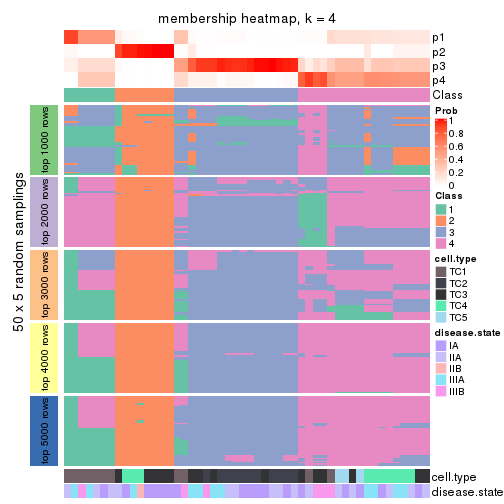 membership heatmap, k = 4
p1
p2
p3
p4
Class
50 x 5 random samplings
top 1000 rows
top 2000 rows
top 3000 rows
top 4000 rows
top 5000 rows
cell.type
disease.state
Prob
1
0.8
0.6
0.4
0.2
0
Class
1
2
3
4
cell.type
TC1
TC2
TC3
TC4
TC5
disease.state
IA
IIA
IIB
IIIA
IIIB